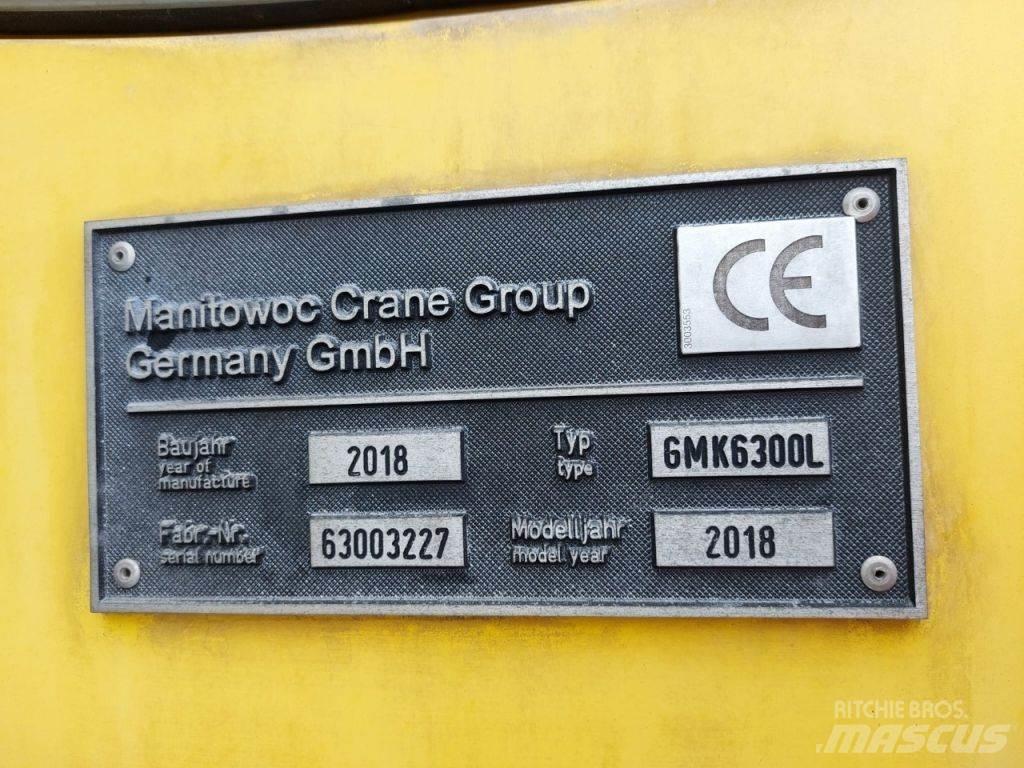 Manitowoc Crane Group
Germany GmbH
CE
3003563
Baujahr
year of
manufacture
2018
Typ
type
GMK6300L
Fabr.-Nr.
serial number
63003227
Modelljahr
model year
2018
RITCHIE BROS.
MASCUS